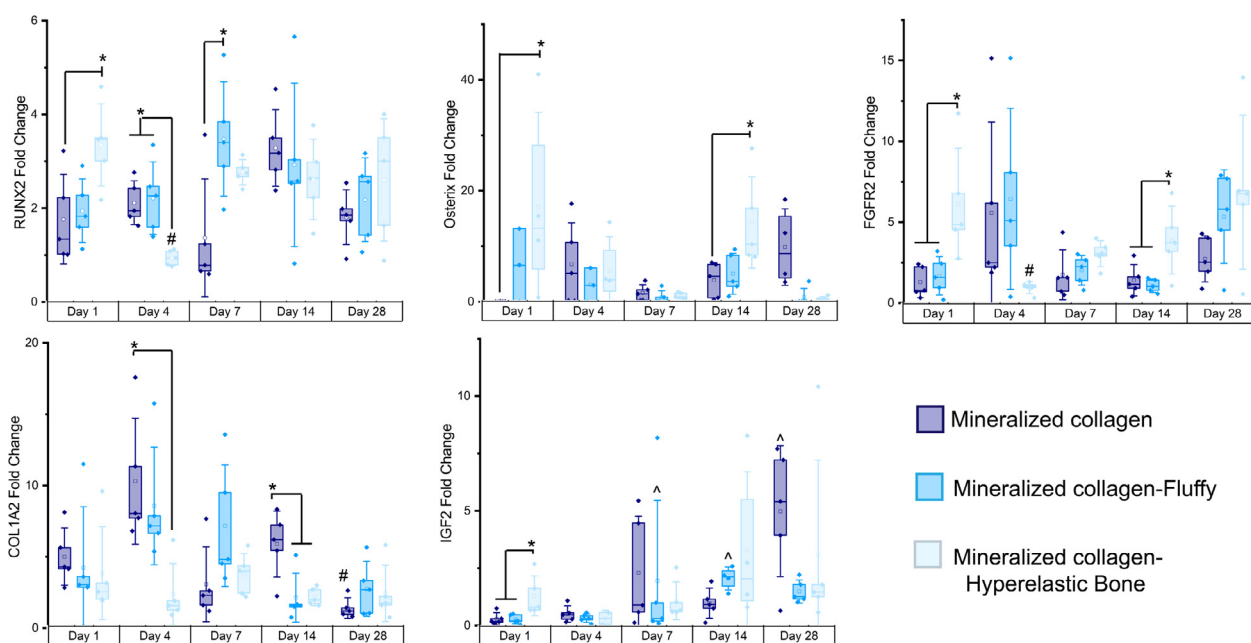 RUNX2 Fold Change
6
4
2
0
*
*
#
*
Day 1 Day 4 Day 7 Day 14 Day 28
Osterix Fold Change
40
20
0
*
*
Day 1 Day 4 Day 7 Day 14 Day 28
FGFR2 Fold Change
15
10
5
0
*
#
*
Day 1 Day 4 Day 7 Day 14 Day 28
COL1A2 Fold Change
20
10
0
*
*
#
Day 1 Day 4 Day 7 Day 14 Day 28
IGF2 Fold Change
10
5
0
*
^
^
^
Day 1 Day 4 Day 7 Day 14 Day 28
Mineralized collagen
Mineralized collagen-Fluffy
Mineralized collagen-
Hyperelastic Bone